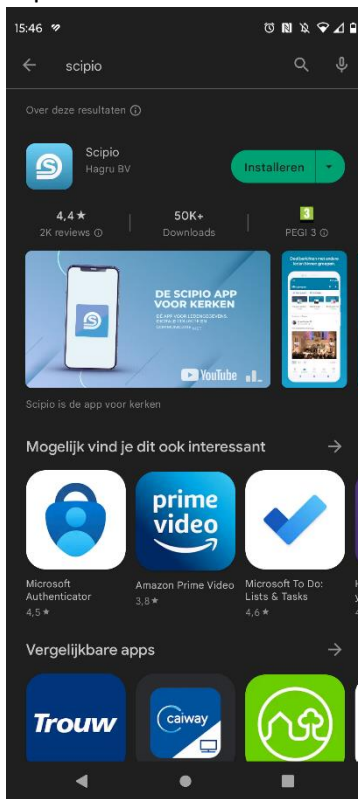 15:46
scipio
Over deze resultaten
Scipio
Hagru BV
Installeren
4,4★
2K reviews
50K+
Downloads
3
PEGI 3
DE SCIPIO APP
VOOR KERKEN
YouTube
Scipio is de app voor kerken
Mogelijk vind je dit ook interessant
prime
video
Microsoft
Authenticator
4,5★
Amazon Prime Video
3,8★
Microsoft To Do:
Lists & Tasks
4,6★
Vergelijkbare apps
Trouw
caiway